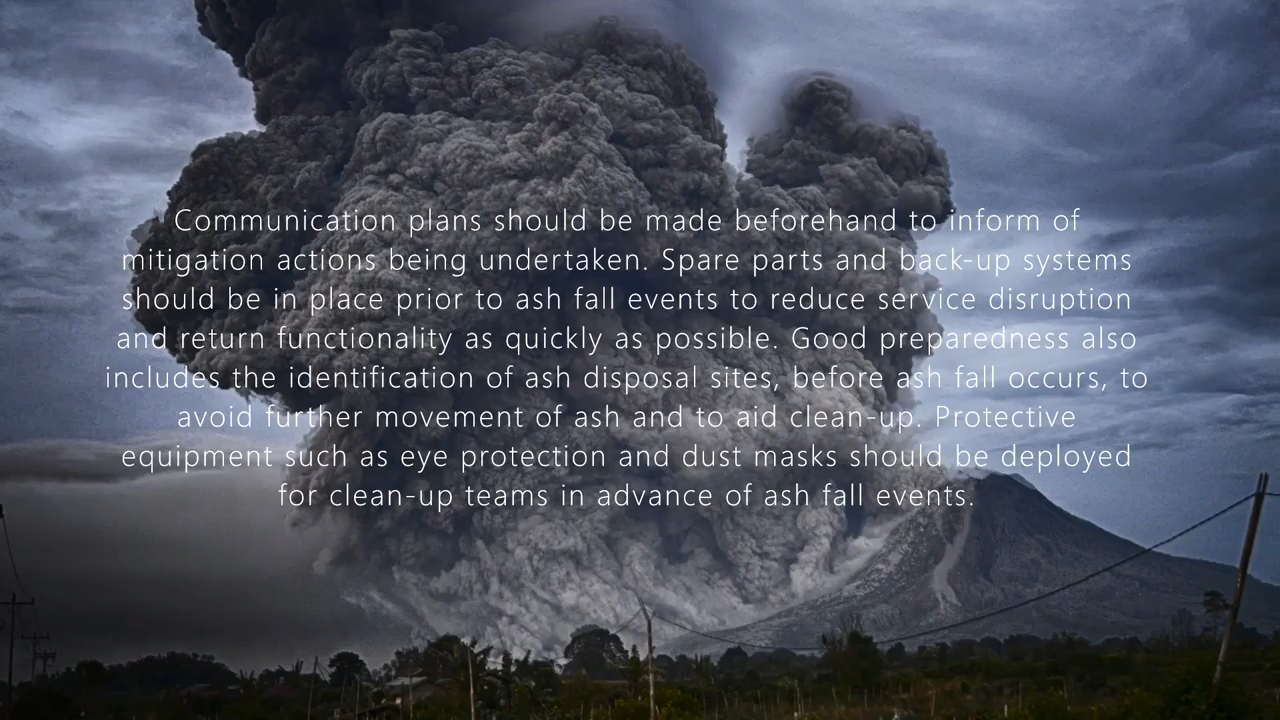 Communication plans should be made beforehand to inform of
mitigation actions being undertaken. Spare parts and back-up systems
should be in place prior to ash fall events to reduce service disruption
and return functionality as quickly as possible. Good preparedness also
includes the identification of ash disposal sites, before ash fall occurs, to
avoid further movement of ash and to aid clean-up. Protective
equipment such as eye protection and dust masks should be deployed
for clean-up teams in advance of ash fall events.